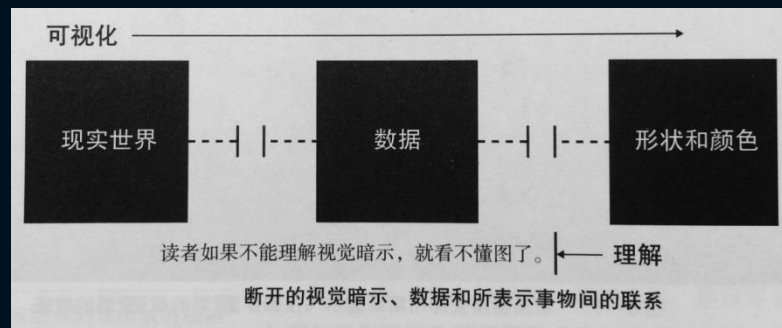 可视化
现实世界 数据 形状和颜色
读者如果不能理解视觉暗示，就看不懂图了。 理解
断开的视觉暗示、数据和所表示事物间的联系